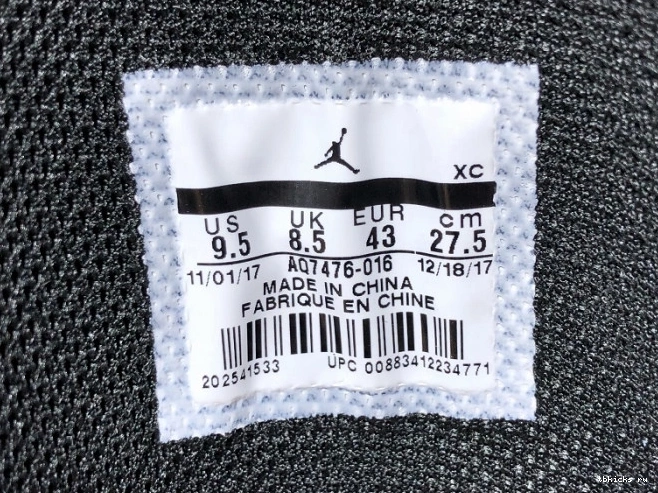 XC
US UK EUR cm
9.5 8.5 43 27.5
11/01/17 AQ7476-016 12/18/17
MADE IN CHINA
FABRIQUE EN CHINE
202541533 UPC 00883412234771